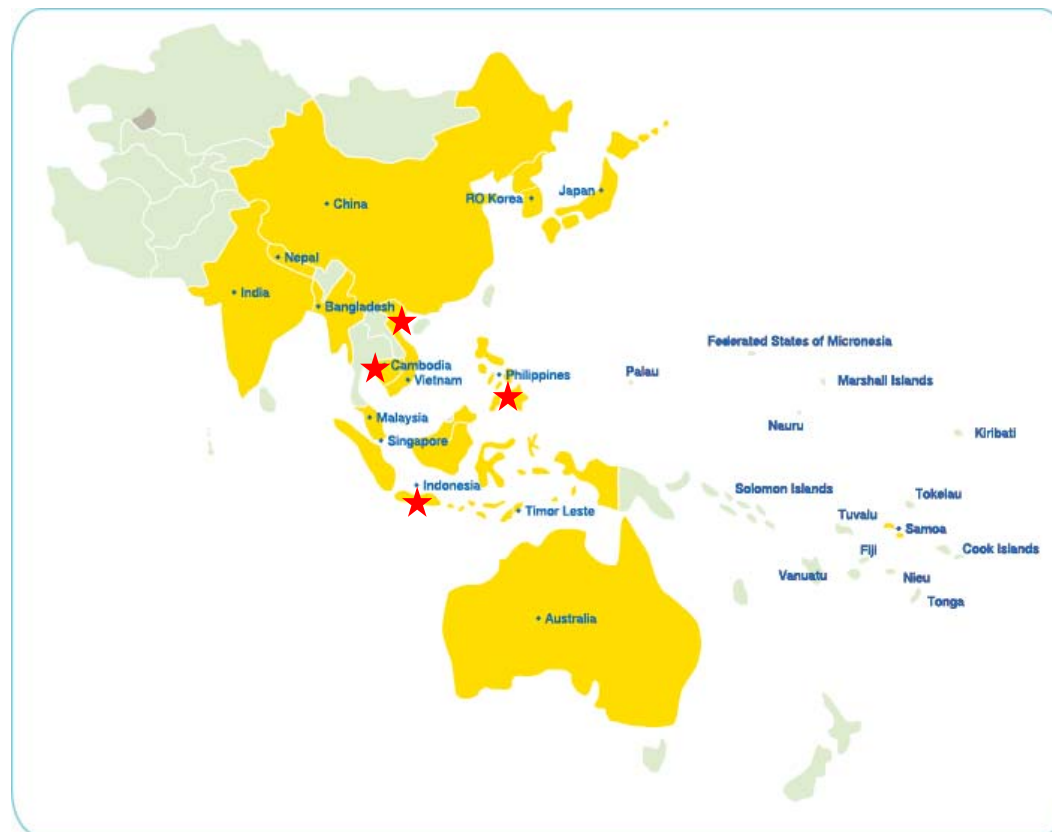 Japan
RO Korea
China
Nepal
India
Bangladesh
Federated States of Micronesia
Cambodia
Philippines
Palau
Vietnam
Marshall Islands
Malaysia
Nauru
Kiribati
Singapore
Indonesia
Solomon Islands
Tokelau
Timor Leste
Tuvalu
Samoa
Fiji
Cook Islands
Vanuatu
Nieu
Tonga
Australia